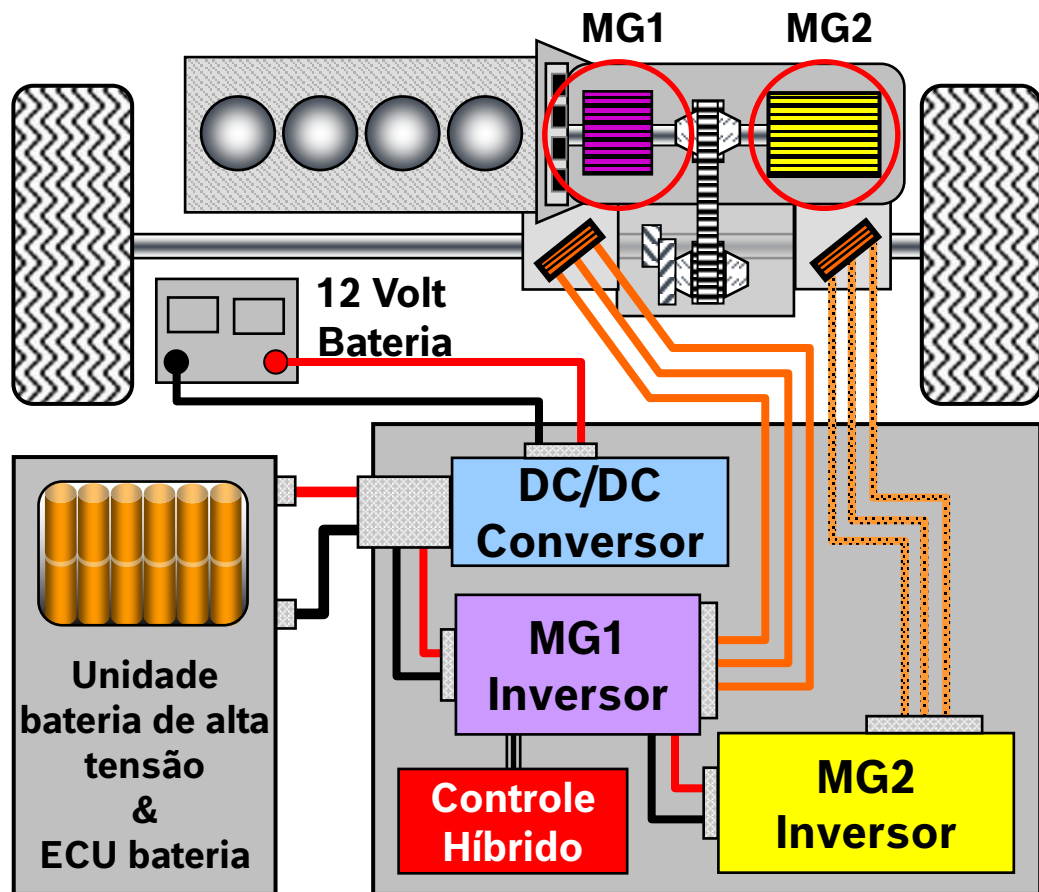 MG1
MG2
12 Volt
Bateria
DC/DC
Conversor
MG1
Inversor
Unidade
bateria de alta
tensão
&
ECU bateria
Controle
Híbrido
MG2
Inversor